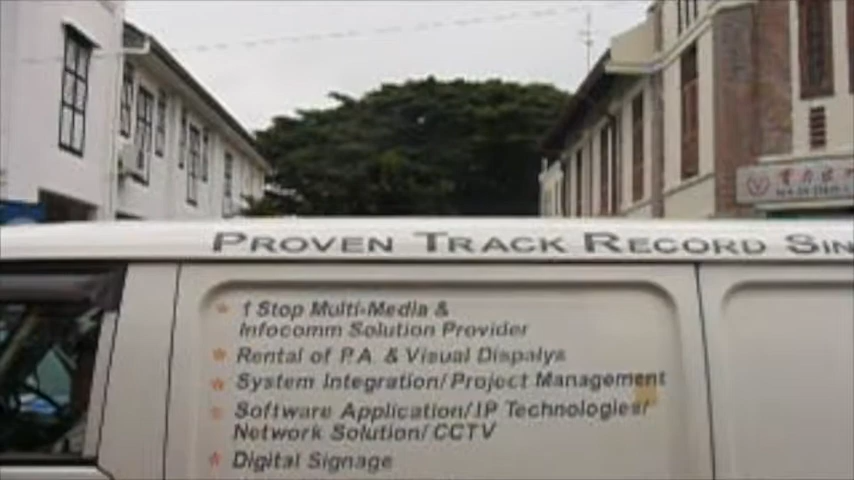 PROVEN TRACK RECORD SIN
* 1 Stop Multi-Media &
Infocomm Solution Provider
* Rental of P.A. & Visual Dispalys
* System Integration/Project Management
* Software Application/IP Technologies/
Network Solution/CCTV
* Digital Signage